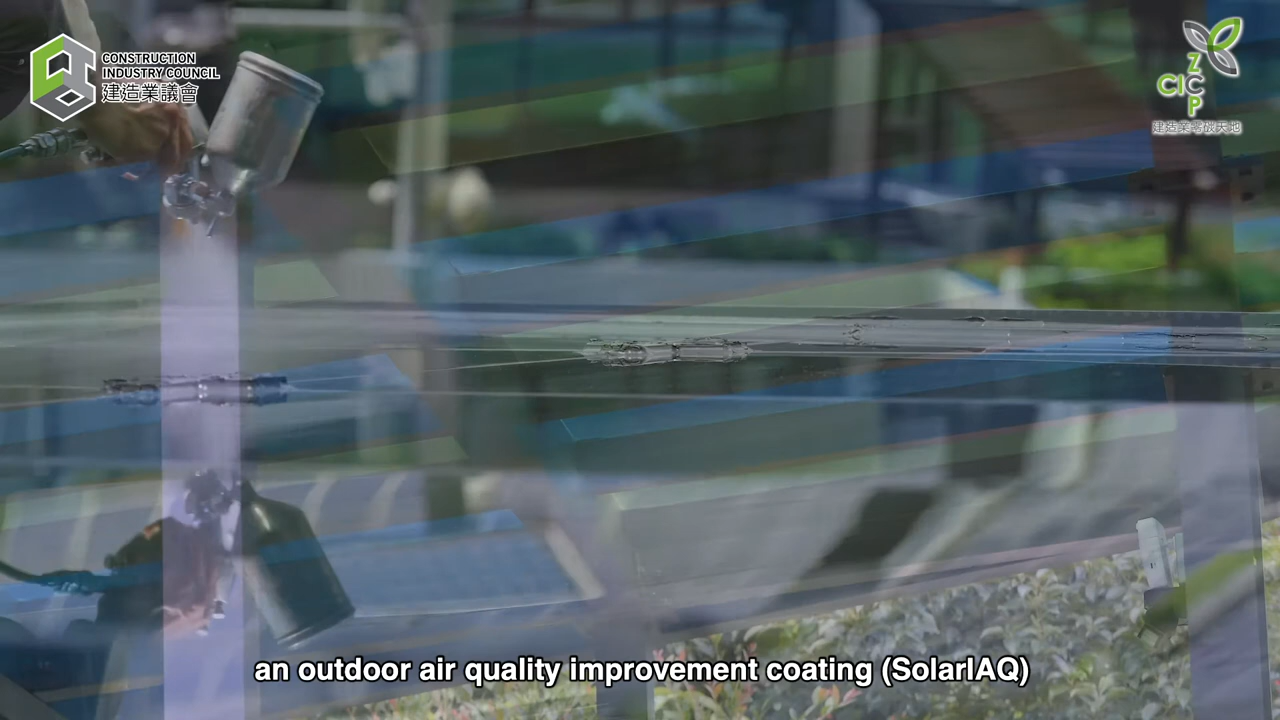 CONSTRUCTION
INDUSTRY COUNCIL
建造業議會
CIC
ZCP
建造業零碳天地
an outdoor air quality improvement coating (SolarIAQ)